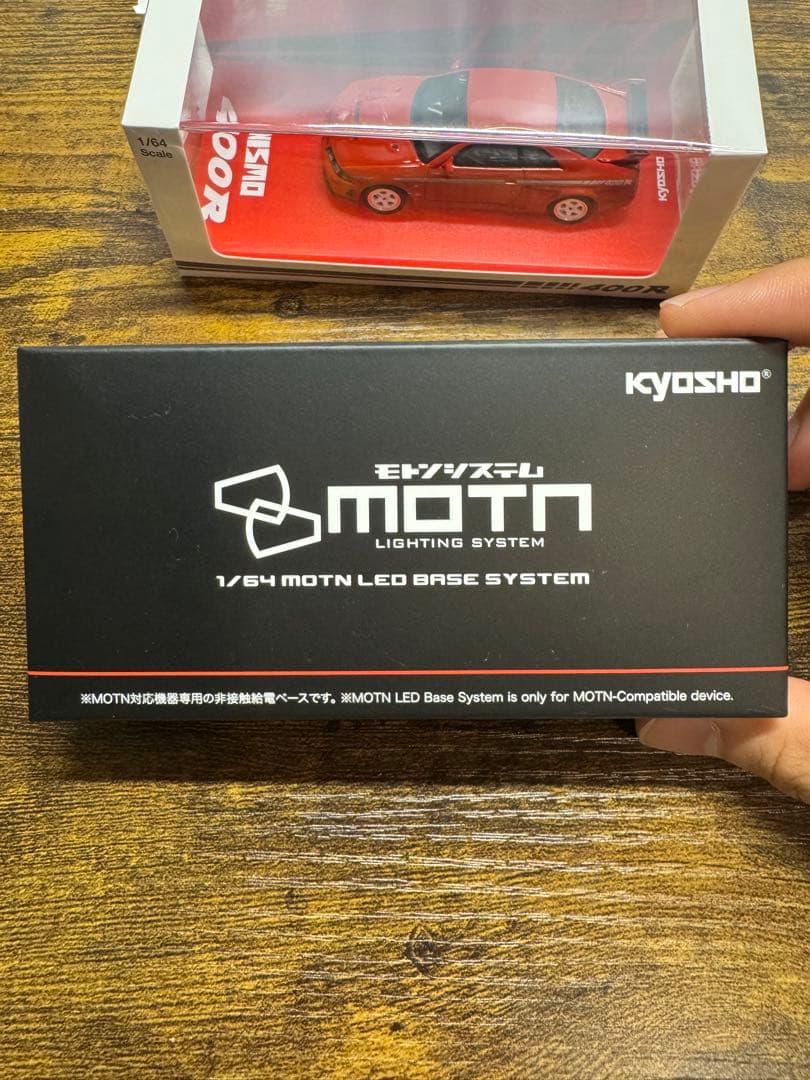 1/64
Scale
NISMO
400R
KYOSHO
400R
KYOSHO®
モトンシステム
MOTN
LIGHTING SYSTEM
1/64 MOTN LED BASE SYSTEM
※MOTN対応機器専用の非接触給電ベースです。※MOTN LED Base System is only for MOTN-Compatible device.